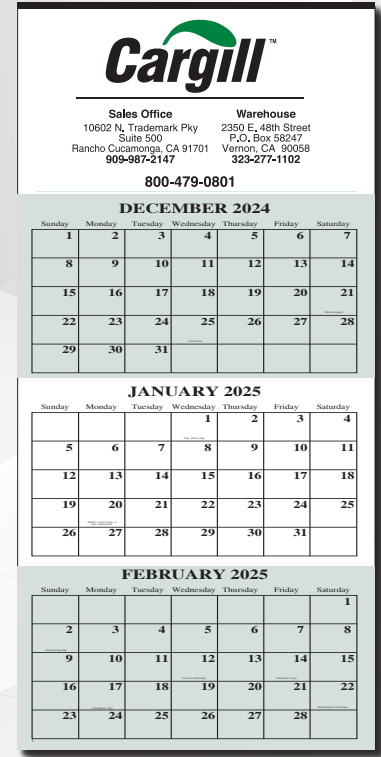 Cargill™
Sales Office
10602 N. Trademark Pky
Suite 500
Rancho Cucamonga, CA 91701
909-987-2147
Warehouse
2350 E. 48th Street
P.O. Box 58247
Vernon, CA 90058
323-277-1102
800-479-0801
DECEMBER 2024
Sunday Monday Tuesday Wednesday Thursday Friday Saturday
1 2 3 4 5 6 7
8 9 10 11 12 13 14
15 16 17 18 19 20 21
22 23 24 25 26 27 28
29 30 31
JANUARY 2025
Sunday Monday Tuesday Wednesday Thursday Friday Saturday
1 2 3 4
5 6 7 8 9 10 11
12 13 14 15 16 17 18
19 20 21 22 23 24 25
26 27 28 29 30 31
FEBRUARY 2025
Sunday Monday Tuesday Wednesday Thursday Friday Saturday
1
2 3 4 5 6 7 8
9 10 11 12 13 14 15
16 17 18 19 20 21 22
23 24 25 26 27 28